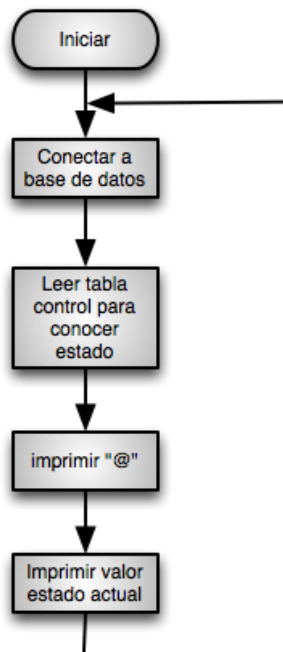 Iniciar
Conectar a
base de datos
Leer tabla
control para
conocer
estado
imprimir "@"
Imprimir valor
estado actual